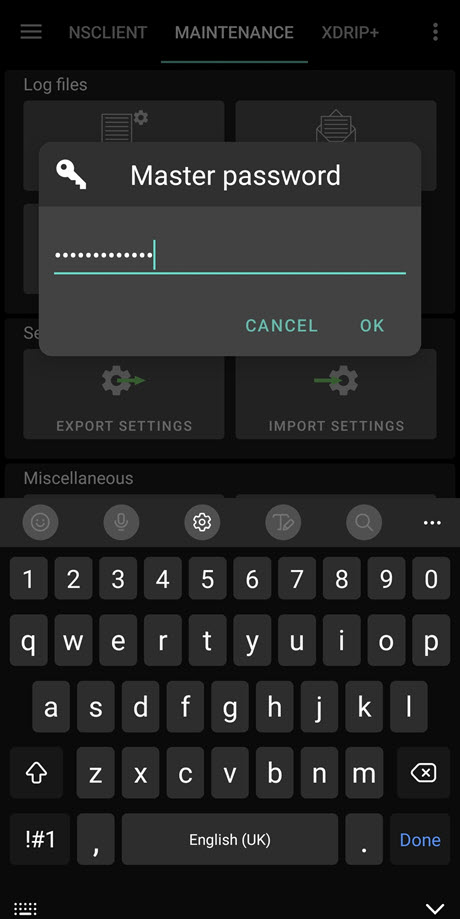 NSCLIENT MAINTENANCE XDRIP+
Log files
Master password
•••••••••••••
CANCEL OK
Se
EXPORT SETTINGS IMPORT SETTINGS
Miscellaneous
1 2 3 4 5 6 7 8 9 0
q w e r t y u i o p
a s d f g h j k l
z x c v b n m
!#1 , English (UK) . Done